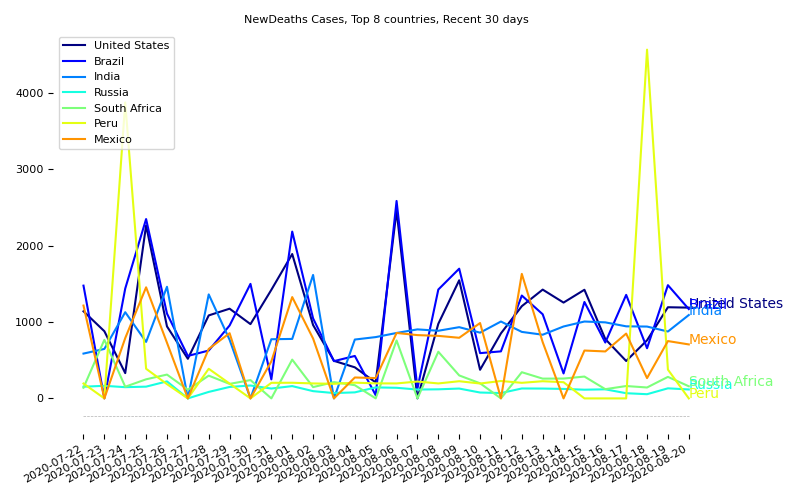 NewDeaths Cases, Top 8 countries, Recent 30 days
United States
Brazil
India
Russia
South Africa
Peru
Mexico
4000
3000
2000
1000
0
United States
Brazil
India
Mexico
South Africa
Russia
Peru
2020-07-22
2020-07-23
2020-07-24
2020-07-25
2020-07-26
2020-07-27
2020-07-28
2020-07-29
2020-07-30
2020-07-31
2020-08-01
2020-08-02
2020-08-03
2020-08-04
2020-08-05
2020-08-06
2020-08-07
2020-08-08
2020-08-09
2020-08-10
2020-08-11
2020-08-12
2020-08-13
2020-08-14
2020-08-15
2020-08-16
2020-08-17
2020-08-18
2020-08-19
2020-08-20